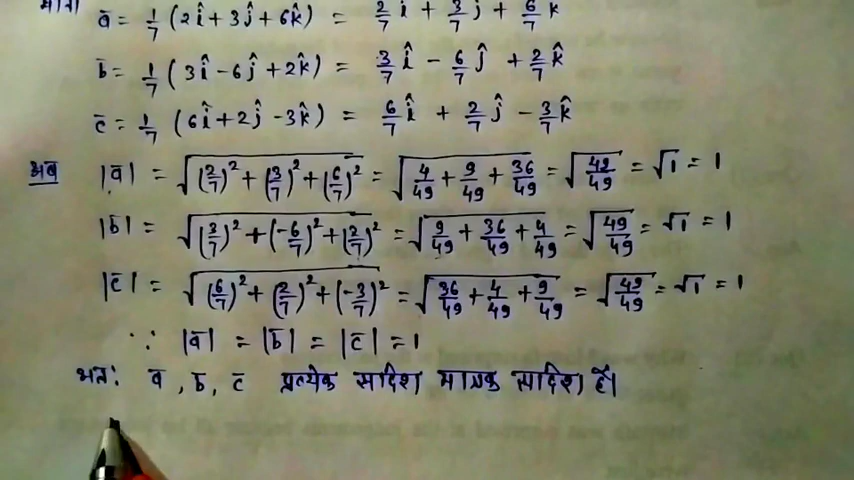 माना
ā = 1/7 (2î + 3ĵ + 6k̂) = 2/7 î + 3/7 ĵ + 6/7 k̂
b̄ = 1/7 (3î - 6ĵ + 2k̂) = 3/7 î - 6/7 ĵ + 2/7 k̂
c̄ = 1/7 (6î + 2ĵ - 3k̂) = 6/7 î + 2/7 ĵ - 3/7 k̂
अब |ā| = √((2/7)² + (3/7)² + (6/7)²) = √(4/49 + 9/49 + 36/49) = √(49/49) = √1 = 1
|b̄| = √((3/7)² + (-6/7)² + (2/7)²) = √(9/49 + 36/49 + 4/49) = √(49/49) = √1 = 1
|c̄| = √((6/7)² + (2/7)² + (-3/7)²) = √(36/49 + 4/49 + 9/49) = √(49/49) = √1 = 1
∵ |ā| = |b̄| = |c̄| = 1
अतः ā, b̄, c̄ प्रत्येक सदिश मात्रक सदिश हैं।